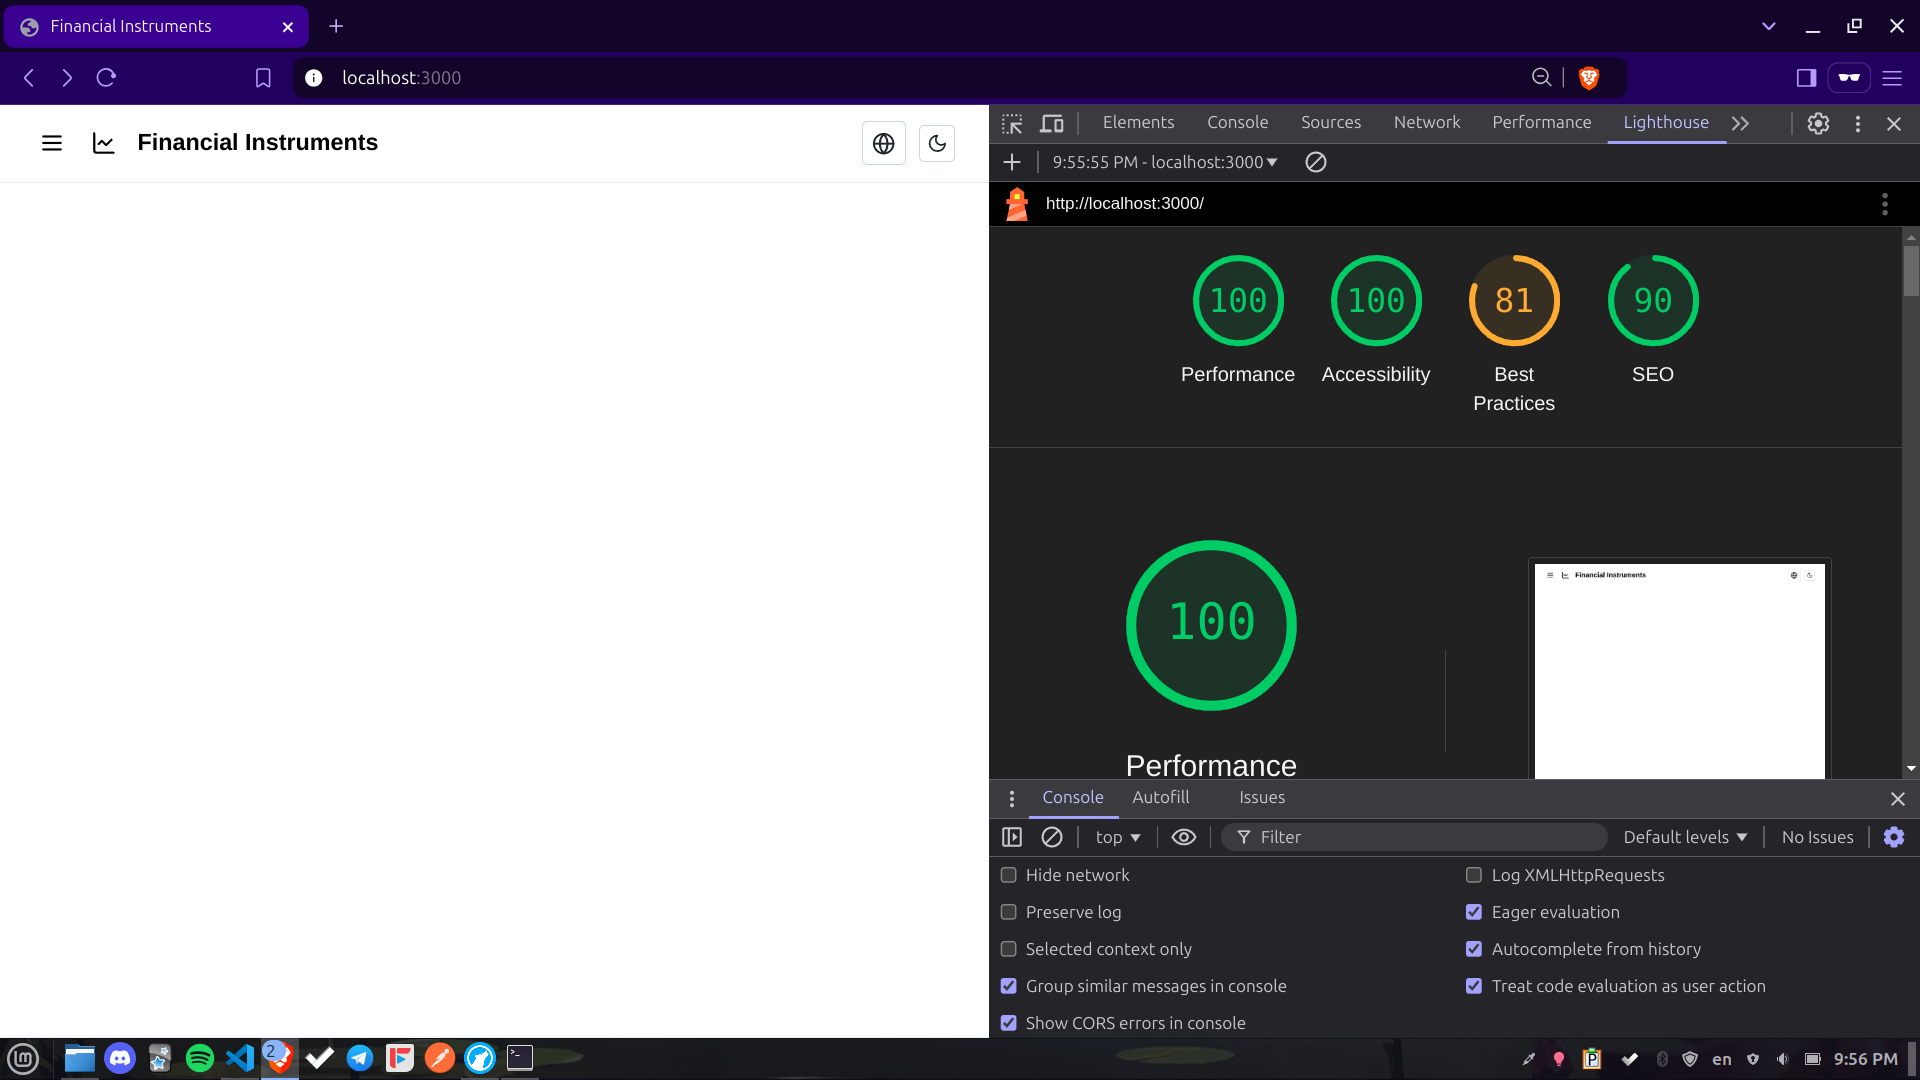 Financial Instruments
localhost:3000
Financial Instruments
Elements Console Sources Network Performance Lighthouse
9:55:55 PM - localhost:3000
http://localhost:3000/
100 100 81 90
Performance Accessibility Best Practices SEO
100
Performance
Financial Instruments
Console Autofill Issues
top Filter Default levels No Issues
Hide network Log XMLHttpRequests
Preserve log Eager evaluation
Selected context only Autocomplete from history
Group similar messages in console Treat code evaluation as user action
Show CORS errors in console
2 en 9:56 PM